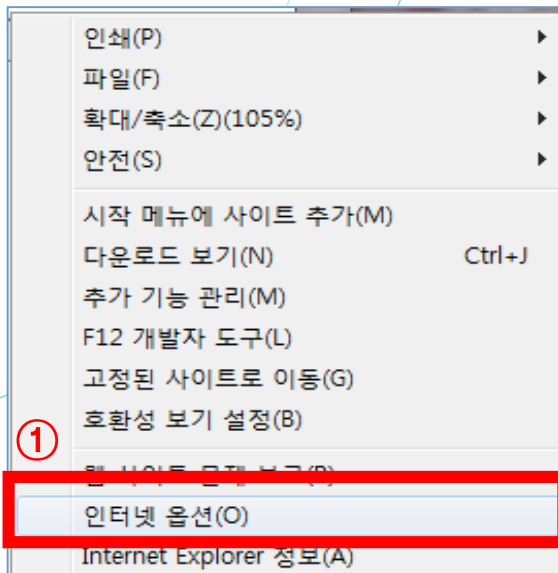 인쇄(P)
파일(F)
확대/축소(Z)(105%)
안전(S)
시작 메뉴에 사이트 추가(M)
다운로드 보기(N) Ctrl+J
추가 기능 관리(M)
F12 개발자 도구(L)
고정된 사이트로 이동(G)
호환성 보기 설정(B)
①
인터넷 옵션(O)
Internet Explorer 정보(A)